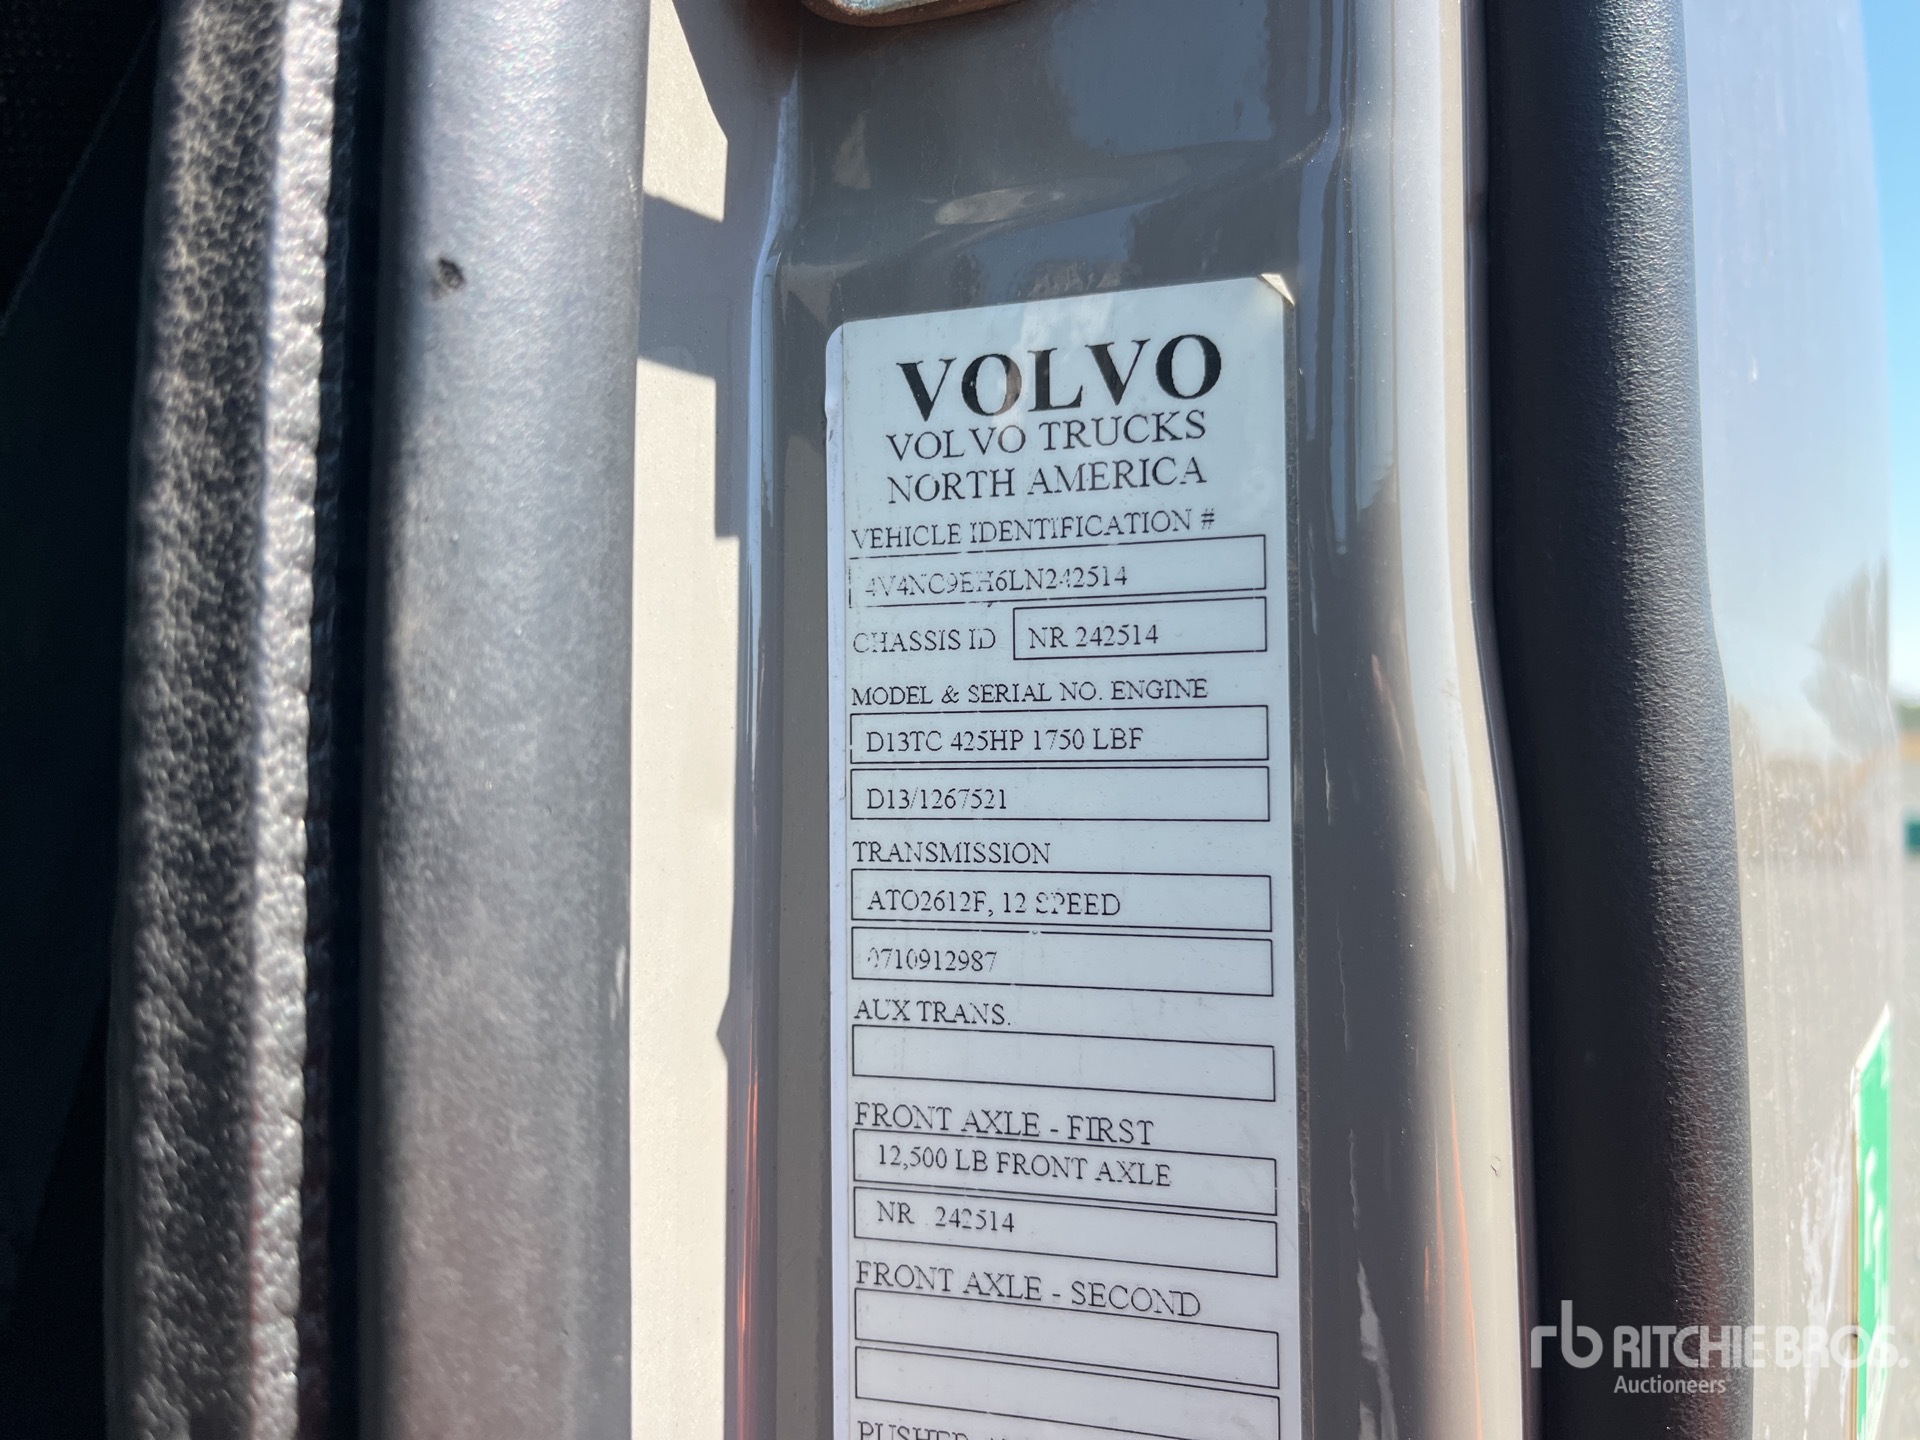 VOLVO
VOLVO TRUCKS
NORTH AMERICA
VEHICLE IDENTIFICATION #
4V4NC9EH6LN242514
CHASSIS ID NR 242514
MODEL & SERIAL NO. ENGINE
D13TC 425HP 1750 LBF
D13/1267521
TRANSMISSION
ATO2612F, 12 SPEED
0710912987
AUX TRANS.
FRONT AXLE - FIRST
12,500 LB FRONT AXLE
NR 242514
FRONT AXLE - SECOND
PUSHER
rb RITCHIE BROS.
Auctioneers